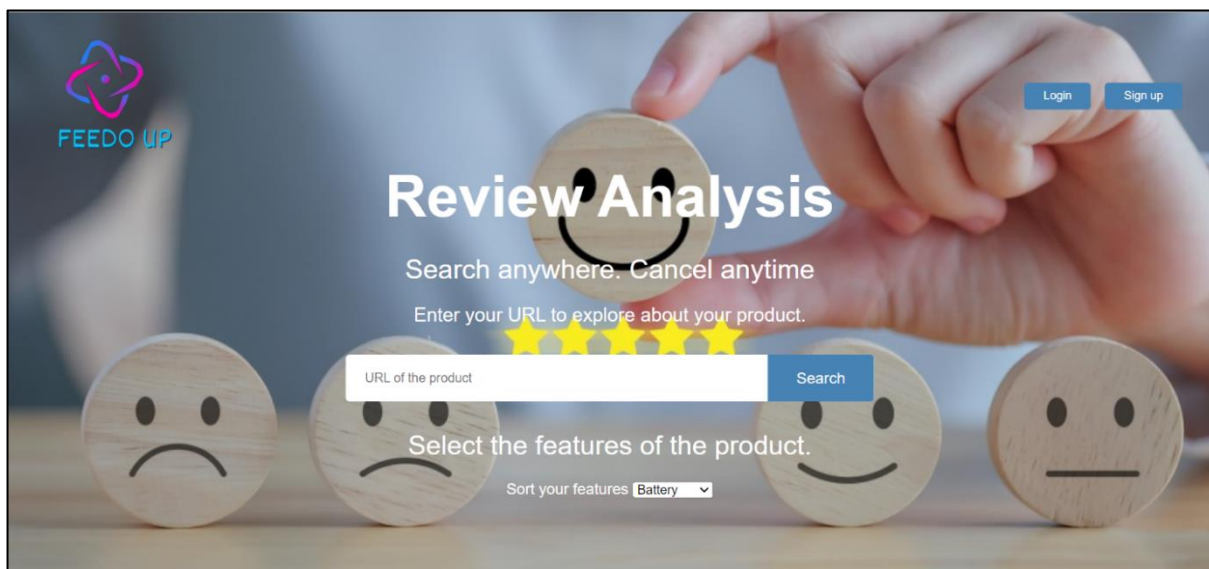 FEEDO UP
Login Sign up
Review Analysis
Search anywhere. Cancel anytime
Enter your URL to explore about your product.
URL of the product Search
Select the features of the product.
Sort your features Battery